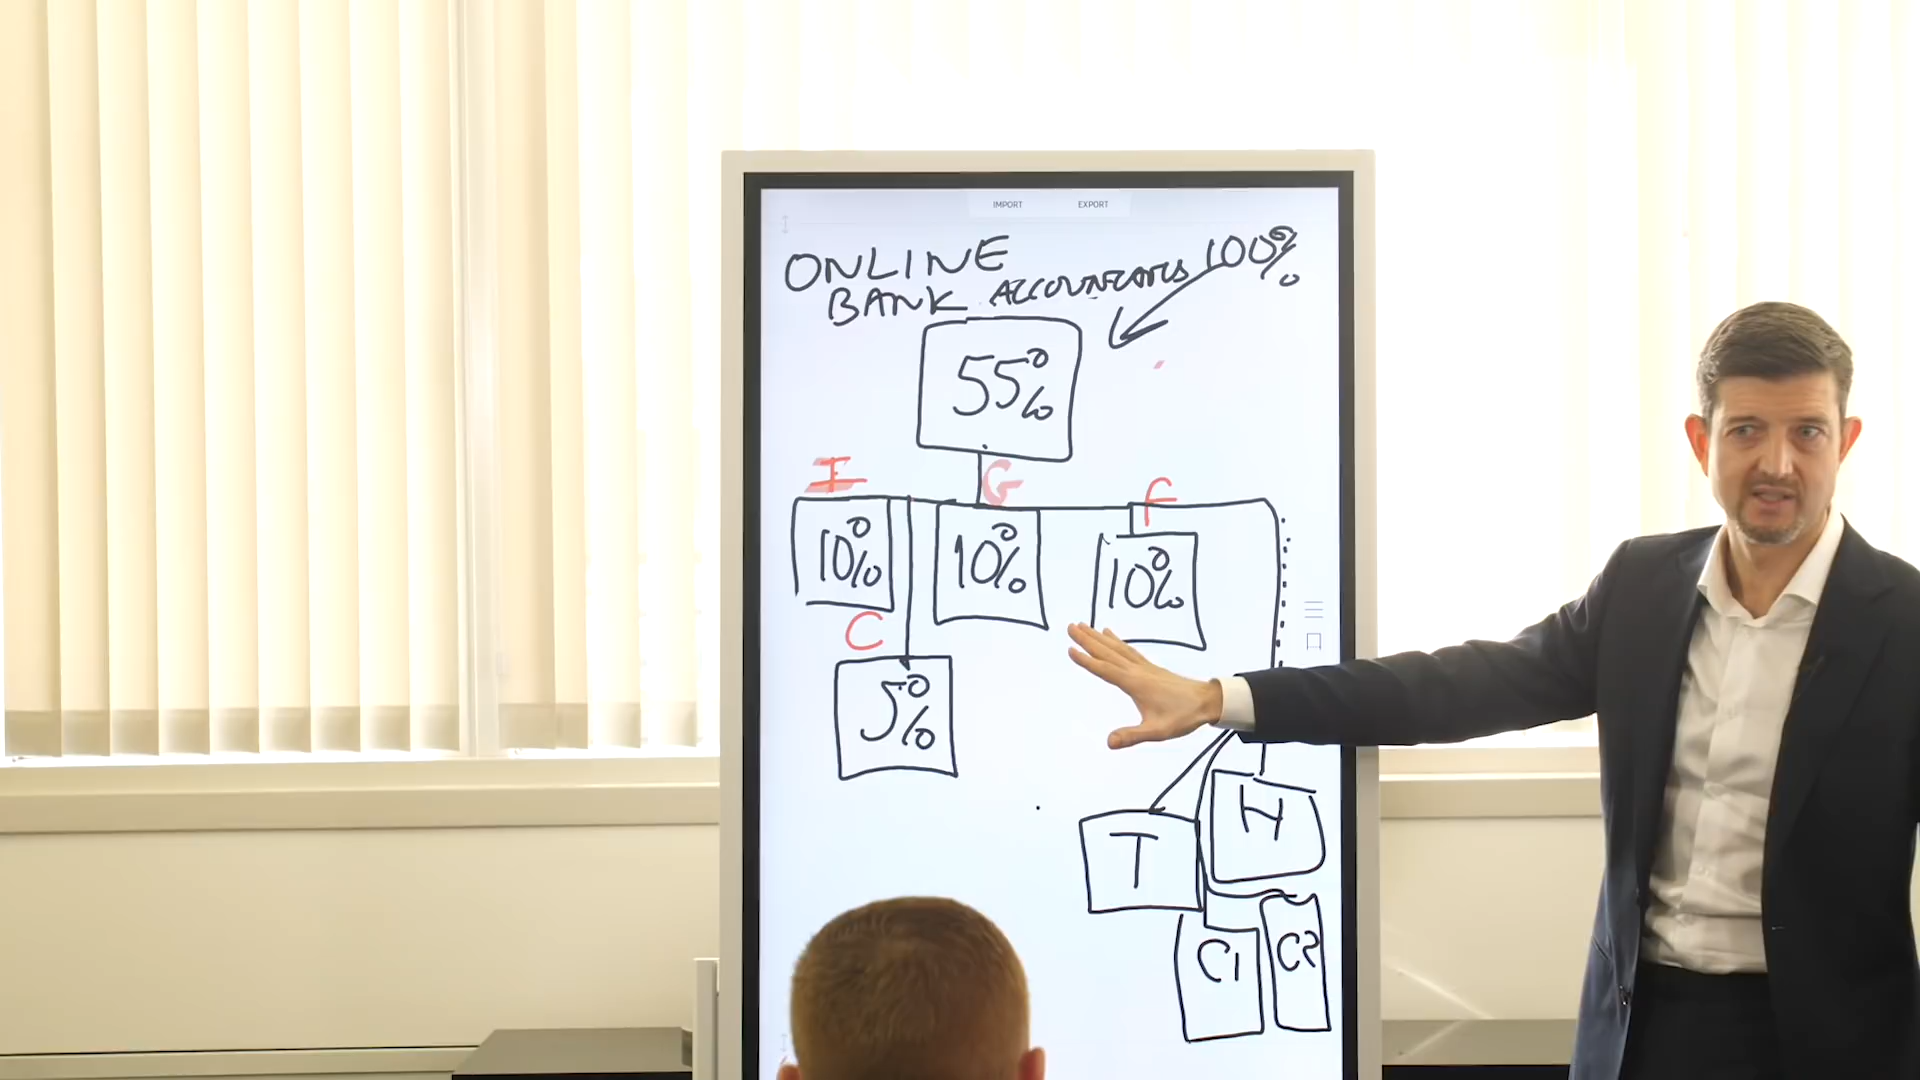 IMPORT EXPORT
ONLINE 100%
BANK
55%
I G F
10% 10% 10%
C
5%
H
T
C1 C2